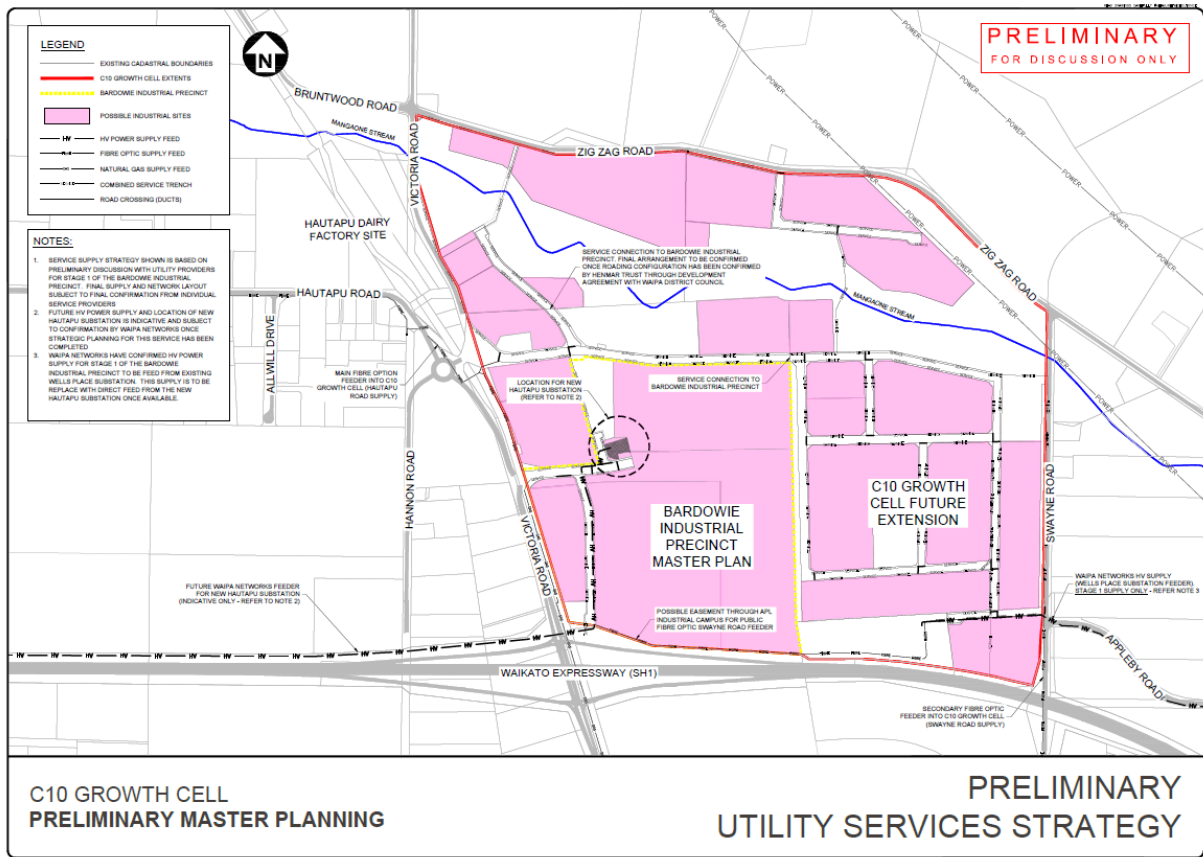 PRELIMINARY
FOR DISCUSSION ONLY
LEGEND
EXISTING CADASTRAL BOUNDARIES
C10 GROWTH CELL EXTENTS
BARDOWIE INDUSTRIAL PRECINCT
POSSIBLE INDUSTRIAL SITES
HV HV POWER SUPPLY FEED
FIBRE OPTIC SUPPLY FEED
NATURAL GAS SUPPLY FEED
COMBINED SERVICE TRENCH
ROAD CROSSING (DUCTS)
N
NOTES:
1. SERVICE SUPPLY STRATEGY SHOWN IS BASED ON
PRELIMINARY DISCUSSION WITH UTILITY PROVIDERS
FOR STAGE 1 OF THE BARDOWIE INDUSTRIAL
PRECINCT. FINAL SUPPLY AND NETWORK LAYOUT
SUBJECT TO FINAL CONFIRMATION FROM INDIVIDUAL
SERVICE PROVIDERS
2. FUTURE HV POWER SUPPLY AND LOCATION OF NEW
HAUTAPU SUBSTATION IS INDICATIVE AND SUBJECT
TO CONFIRMATION BY WAIPA NETWORKS ONCE
STRATEGIC PLANNING FOR THIS SERVICE HAS BEEN
COMPLETED
3. WAIPA NETWORKS HAVE CONFIRMED HV POWER
SUPPLY FOR STAGE 1 OF THE BARDOWIE
INDUSTRIAL PRECINCT TO BE FEED FROM EXISTING
WELLS PLACE SUBSTATION. THIS SUPPLY IS TO BE
REPLACE WITH DIRECT FEED FROM THE NEW
HAUTAPU SUBSTATION ONCE AVAILABLE.
BRUNTWOOD ROAD
MANGAONE STREAM
VICTORIA ROAD
ZIG ZAG ROAD
POWER
ZIG ZAG ROAD
HAUTAPU DAIRY
FACTORY SITE
SERVICE CONNECTION TO BARDOWIE INDUSTRIAL
PRECINCT. FINAL ARRANGEMENT TO BE CONFIRMED
ONCE ROADING CONFIGURATION HAS BEEN CONFIRMED
BY HENMAR TRUST THROUGH DEVELOPMENT
AGREEMENT WITH WAIPA DISTRICT COUNCIL
MANGAONE STREAM
HAUTAPU ROAD
ALLWILL DRIVE
MAIN FIBRE OPTION
FEEDER INTO C10
GROWTH CELL (HAUTAPU
ROAD SUPPLY)
LOCATION FOR NEW
HAUTAPU SUBSTATION
(REFER TO NOTE 2)
SERVICE CONNECTION TO
BARDOWIE INDUSTRIAL PRECINCT
HANNON ROAD
VICTORIA ROAD
BARDOWIE
INDUSTRIAL
PRECINCT
MASTER PLAN
C10 GROWTH
CELL FUTURE
EXTENSION
SWAYNE ROAD
FUTURE WAIPA NETWORKS FEEDER
FOR NEW HAUTAPU SUBSTATION
(INDICATIVE ONLY - REFER TO NOTE 2)
POSSIBLE EASEMENT THROUGH APL
INDUSTRIAL CAMPUS FOR PUBLIC
FIBRE OPTIC SWAYNE ROAD FEEDER
WAIPA NETWORKS HV SUPPLY
(WELLS PLACE SUBSTATION FEEDER)
STAGE 1 SUPPLY ONLY - REFER NOTE 3
APPLEBY ROAD
WAIKATO EXPRESSWAY (SH1)
SECONDARY FIBRE OPTIC
FEEDER INTO C10 GROWTH CELL
(SWAYNE ROAD SUPPLY)
C10 GROWTH CELL
PRELIMINARY MASTER PLANNING
PRELIMINARY
UTILITY SERVICES STRATEGY